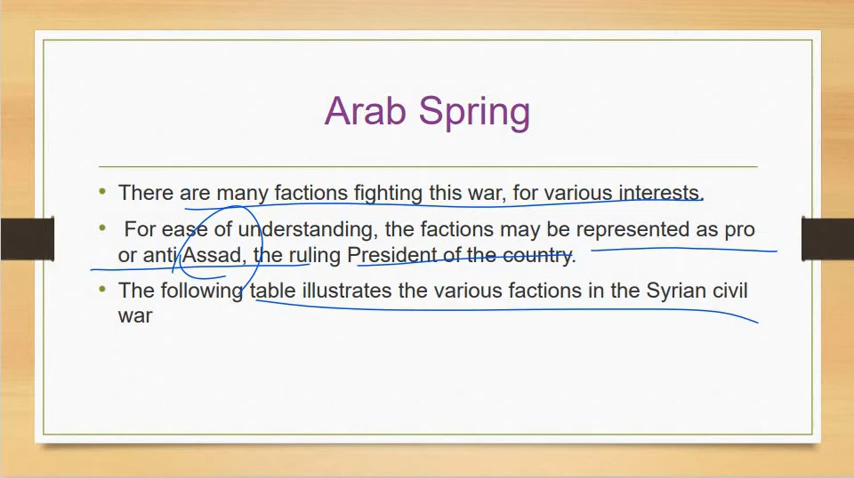 Arab Spring
• There are many factions fighting this war, for various interests.
• For ease of understanding, the factions may be represented as pro
or anti Assad, the ruling President of the country.
• The following table illustrates the various factions in the Syrian civil
war